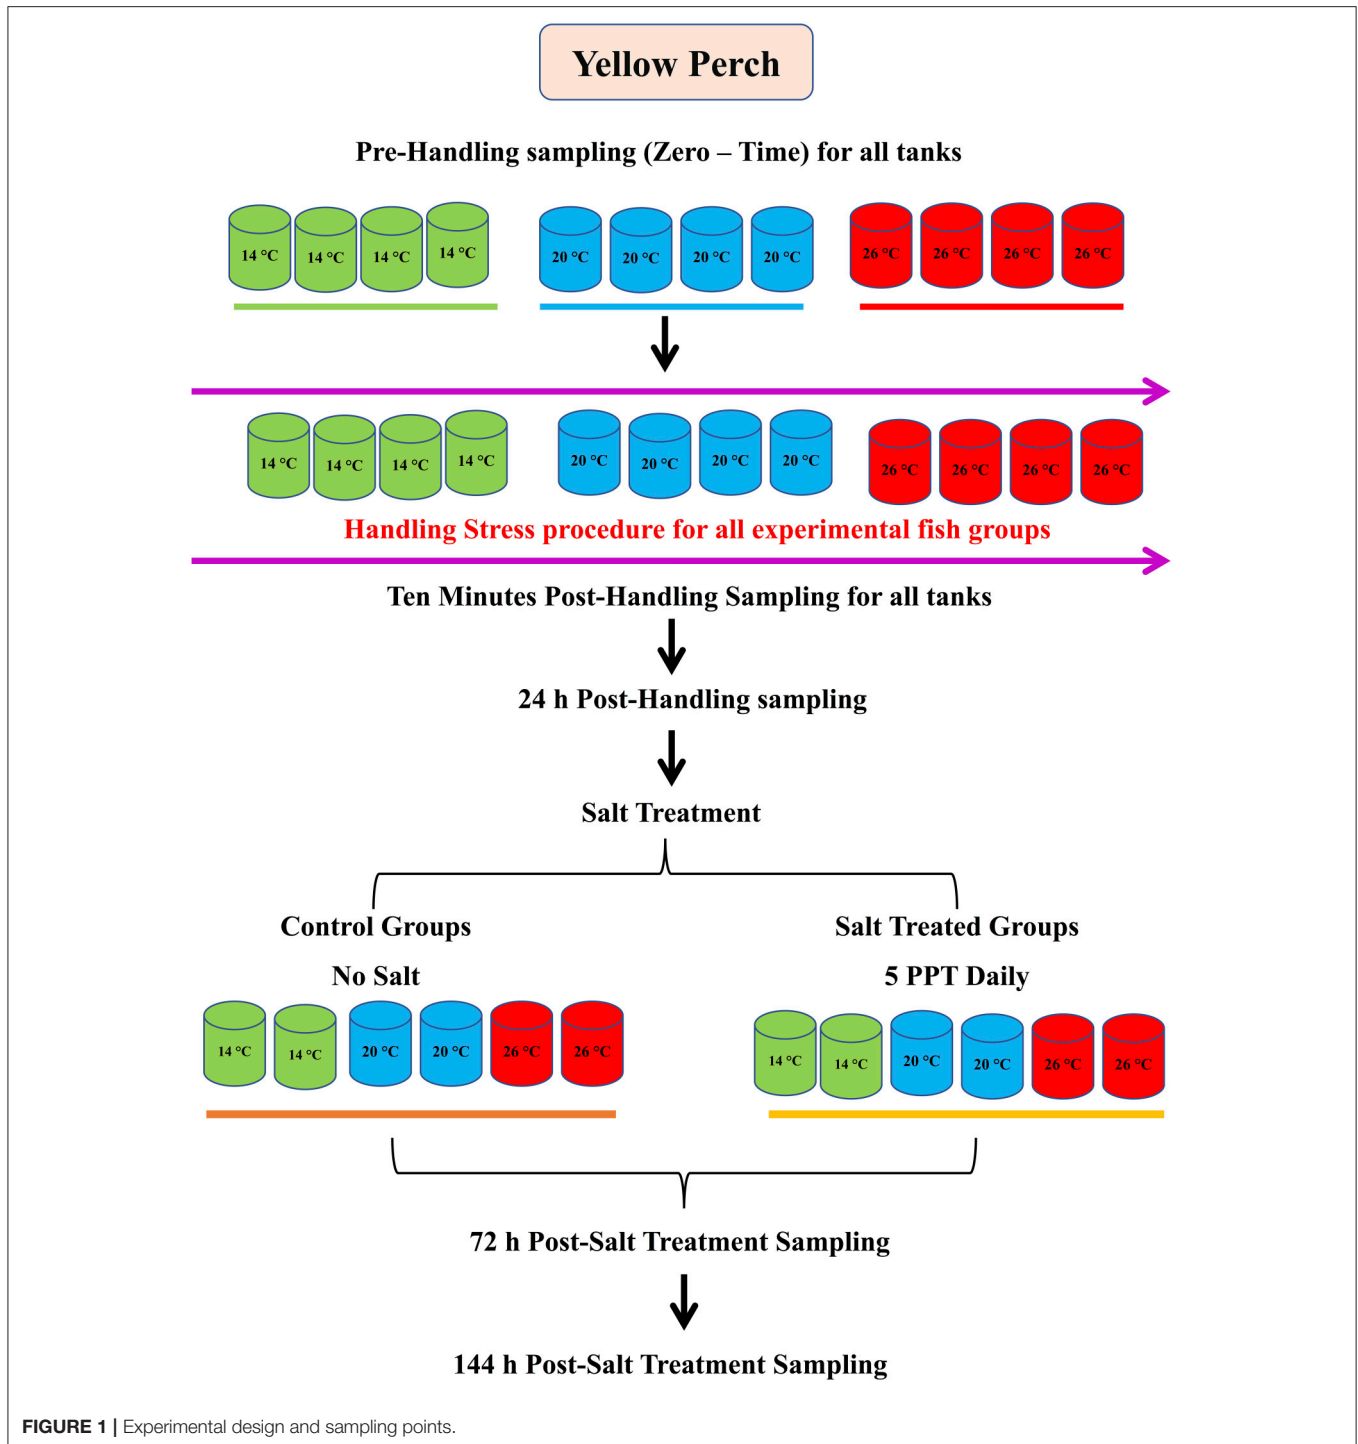 Yellow Perch
Pre-Handling sampling (Zero – Time) for all tanks
14 °C 14 °C 14 °C 14 °C 20 °C 20 °C 20 °C 20 °C 26 °C 26 °C 26 °C 26 °C
14 °C 14 °C 14 °C 14 °C 20 °C 20 °C 20 °C 20 °C 26 °C 26 °C 26 °C 26 °C
Handling Stress procedure for all experimental fish groups
Ten Minutes Post-Handling Sampling for all tanks
24 h Post-Handling sampling
Salt Treatment
Control Groups Salt Treated Groups
No Salt 5 PPT Daily
14 °C 14 °C 20 °C 20 °C 26 °C 26 °C 14 °C 14 °C 20 °C 20 °C 26 °C 26 °C
72 h Post-Salt Treatment Sampling
144 h Post-Salt Treatment Sampling
FIGURE 1 | Experimental design and sampling points.